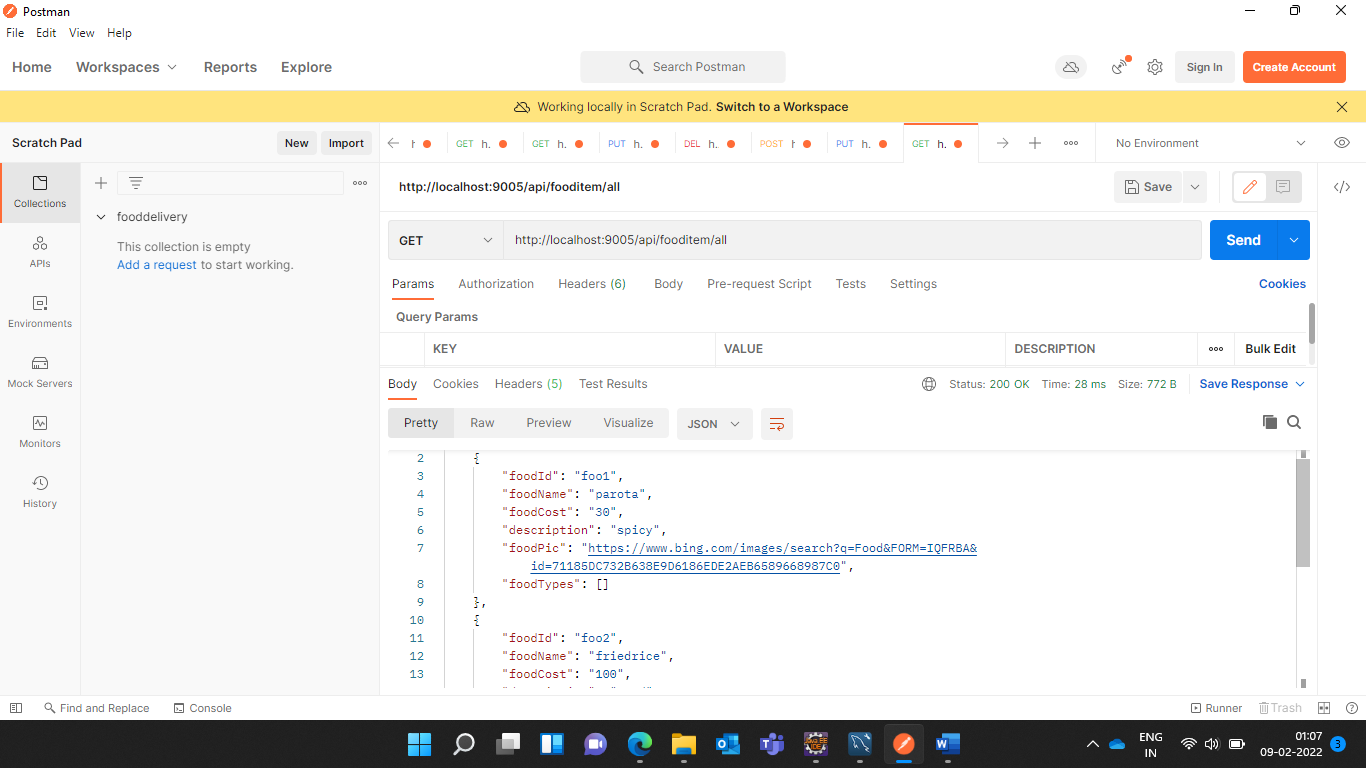 Postman
File Edit View Help
Home Workspaces Reports Explore Search Postman Sign In Create Account
Working locally in Scratch Pad. Switch to a Workspace
Scratch Pad New Import
GET h. GET h. PUT h. DEL h. POST h PUT h. GET h. No Environment
Collections
APIs
Environments
Mock Servers
Monitors
History
fooddelivery
This collection is empty
Add a request to start working.
http://localhost:9005/api/fooditem/all Save
GET http://localhost:9005/api/fooditem/all Send
Params Authorization Headers (6) Body Pre-request Script Tests Settings Cookies
Query Params
KEY VALUE DESCRIPTION Bulk Edit
Body Cookies Headers (5) Test Results Status: 200 OK Time: 28 ms Size: 772 B Save Response
Pretty Raw Preview Visualize JSON
2 {
3 "foodId": "foo1",
4 "foodName": "parota",
5 "foodCost": "30",
6 "description": "spicy",
7 "foodPic": "https://www.bing.com/images/search?q=Food&FORM=IQFRBA&
id=71185DC732B638E9D6186EDE2AEB6589668987C0",
8 "foodTypes": []
9 },
10 {
11 "foodId": "foo2",
12 "foodName": "friedrice",
13 "foodCost": "100",
Find and Replace Console Runner Trash
ENG
IN
01:07
09-02-2022
3